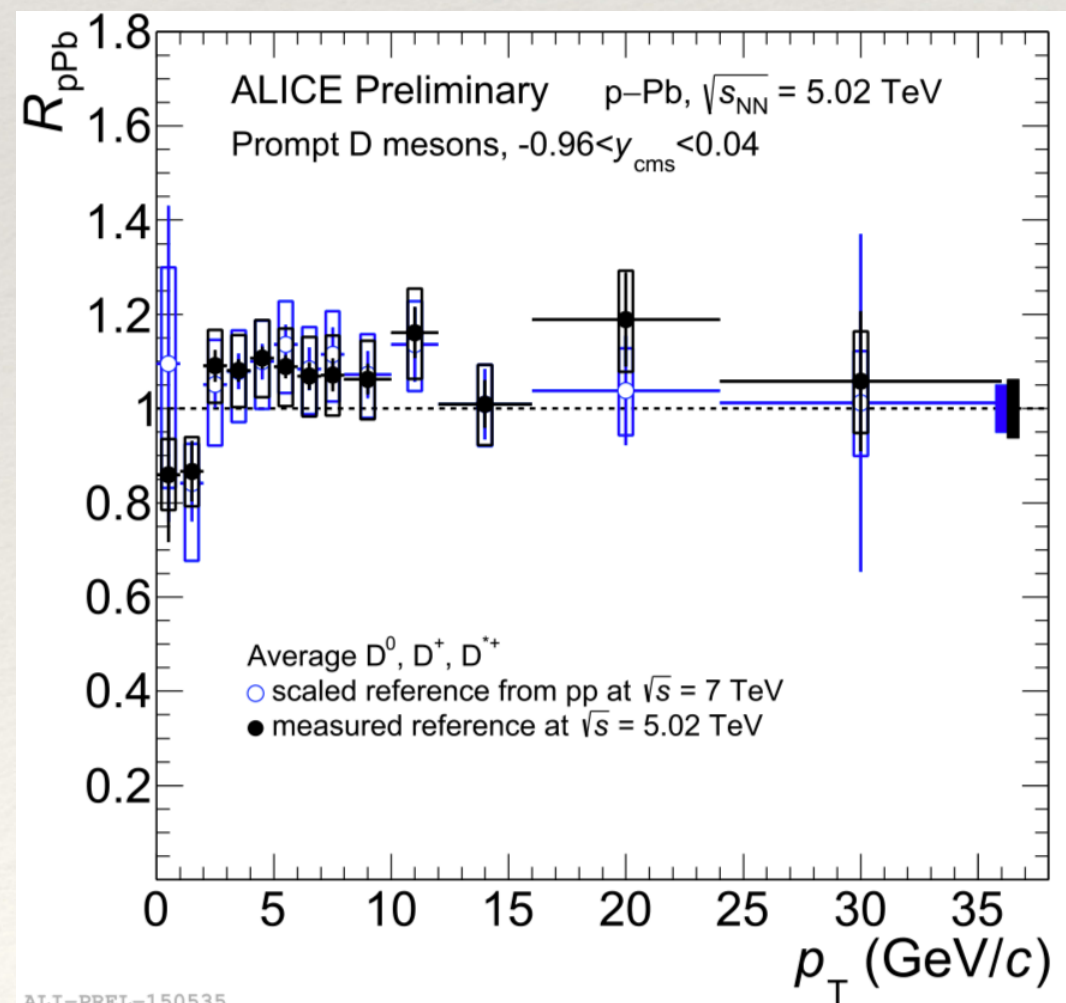 R_pPb
1.8
1.6
1.4
1.2
1
0.8
0.6
0.4
0.2
ALICE Preliminary p–Pb, √s_NN = 5.02 TeV
Prompt D mesons, -0.96<y_cms<0.04
Average D⁰, D⁺, D*⁺
scaled reference from pp at √s = 7 TeV
measured reference at √s = 5.02 TeV
0 5 10 15 20 25 30 35
p_T (GeV/c)
ALI-PREL-150535